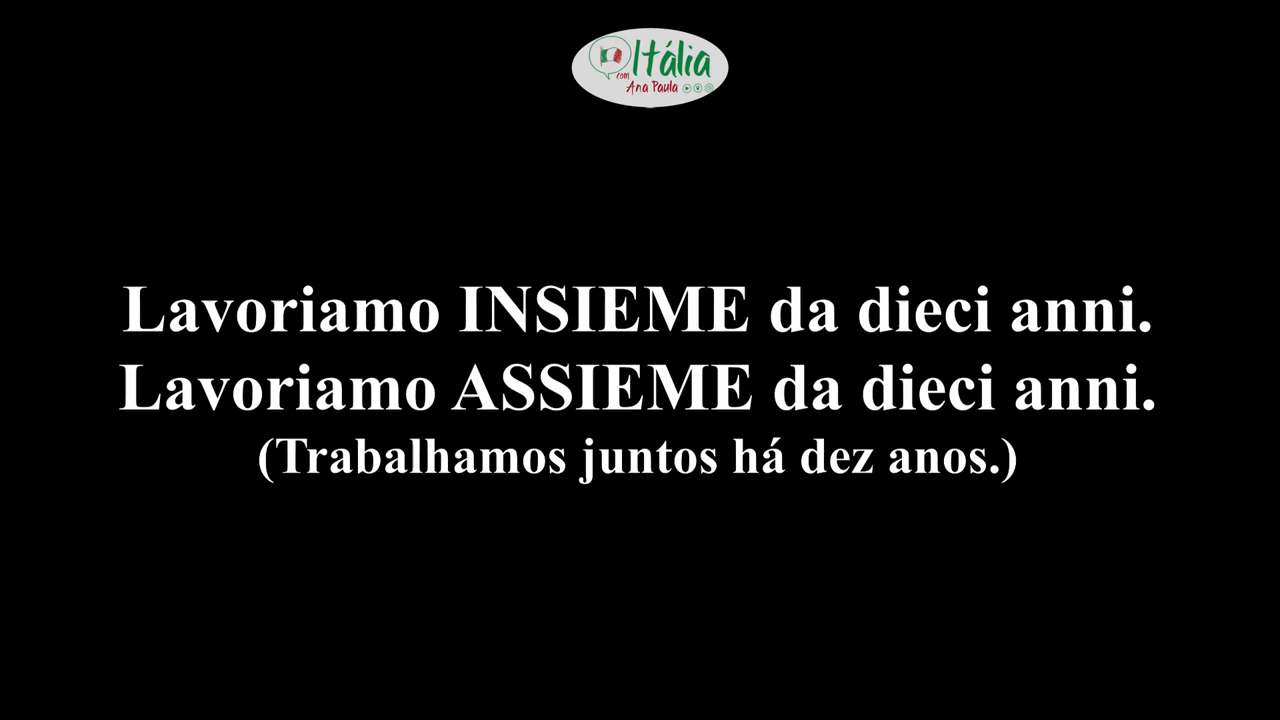 Itália
com
Ana Paula
Lavoriamo INSIEME da dieci anni.
Lavoriamo ASSIEME da dieci anni.
(Trabalhamos juntos há dez anos.)